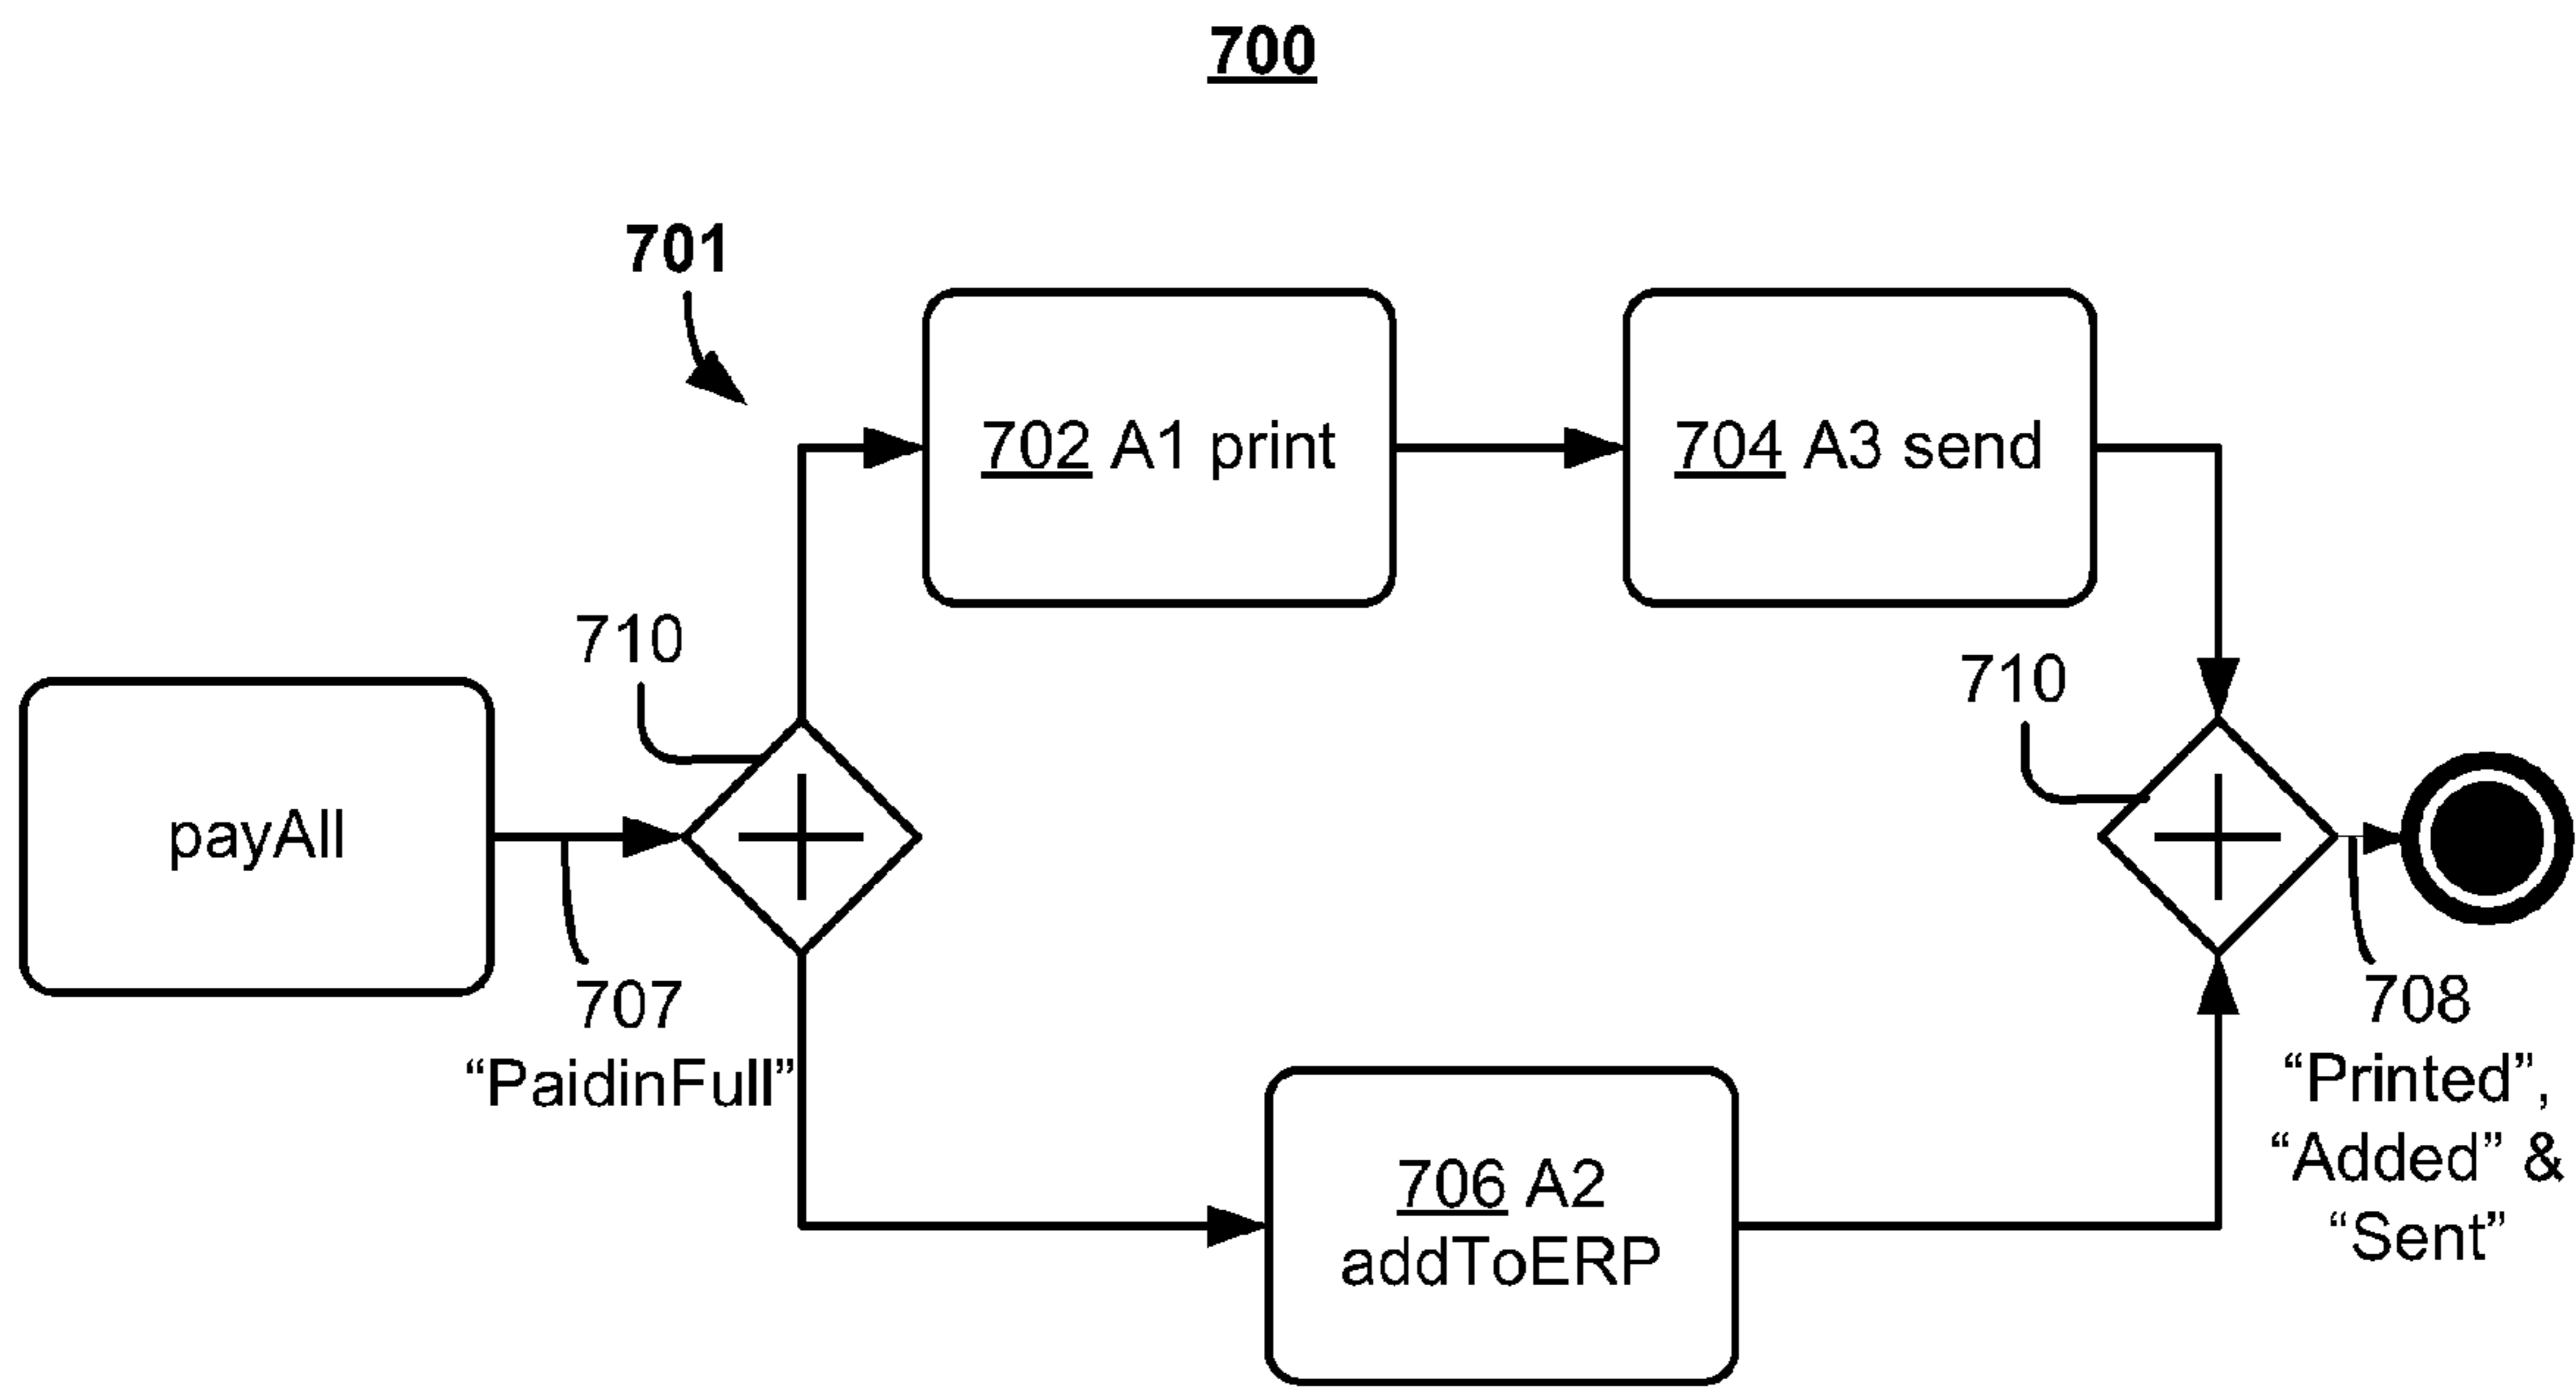 700
701
702 A1 print
704 A3 send
710
710
payAll
707
“PaidinFull”
708
“Printed”,
“Added” &
“Sent”
706 A2
addToERP